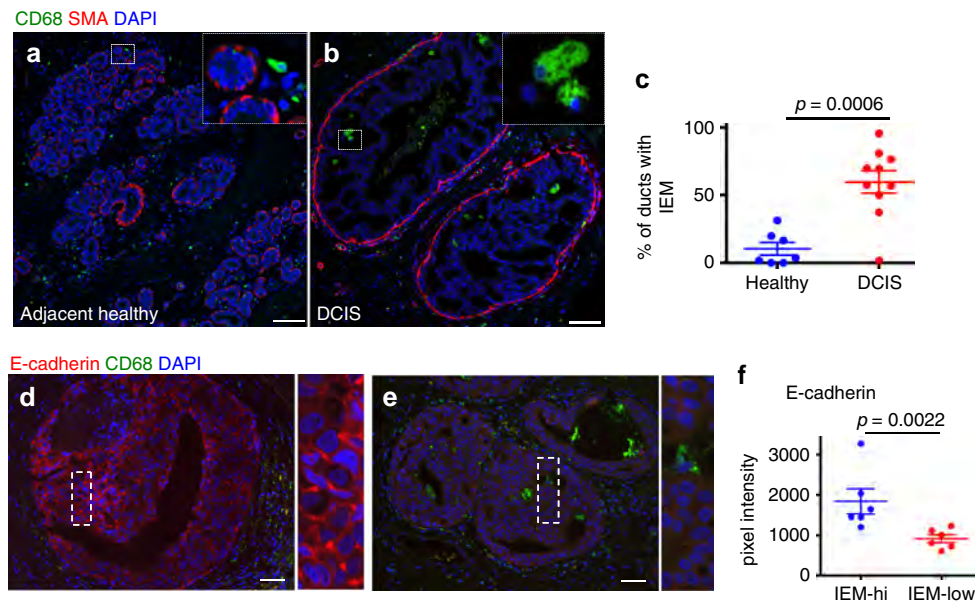 CD68 SMA DAPI
a
b
Adjacent healthy
DCIS
c
p = 0.0006
% of ducts with
IEM
100
50
0
Healthy
DCIS
E-cadherin CD68 DAPI
d
e
f
E-cadherin
p = 0.0022
pixel intensity
3000
2000
1000
0
IEM-hi
IEM-low